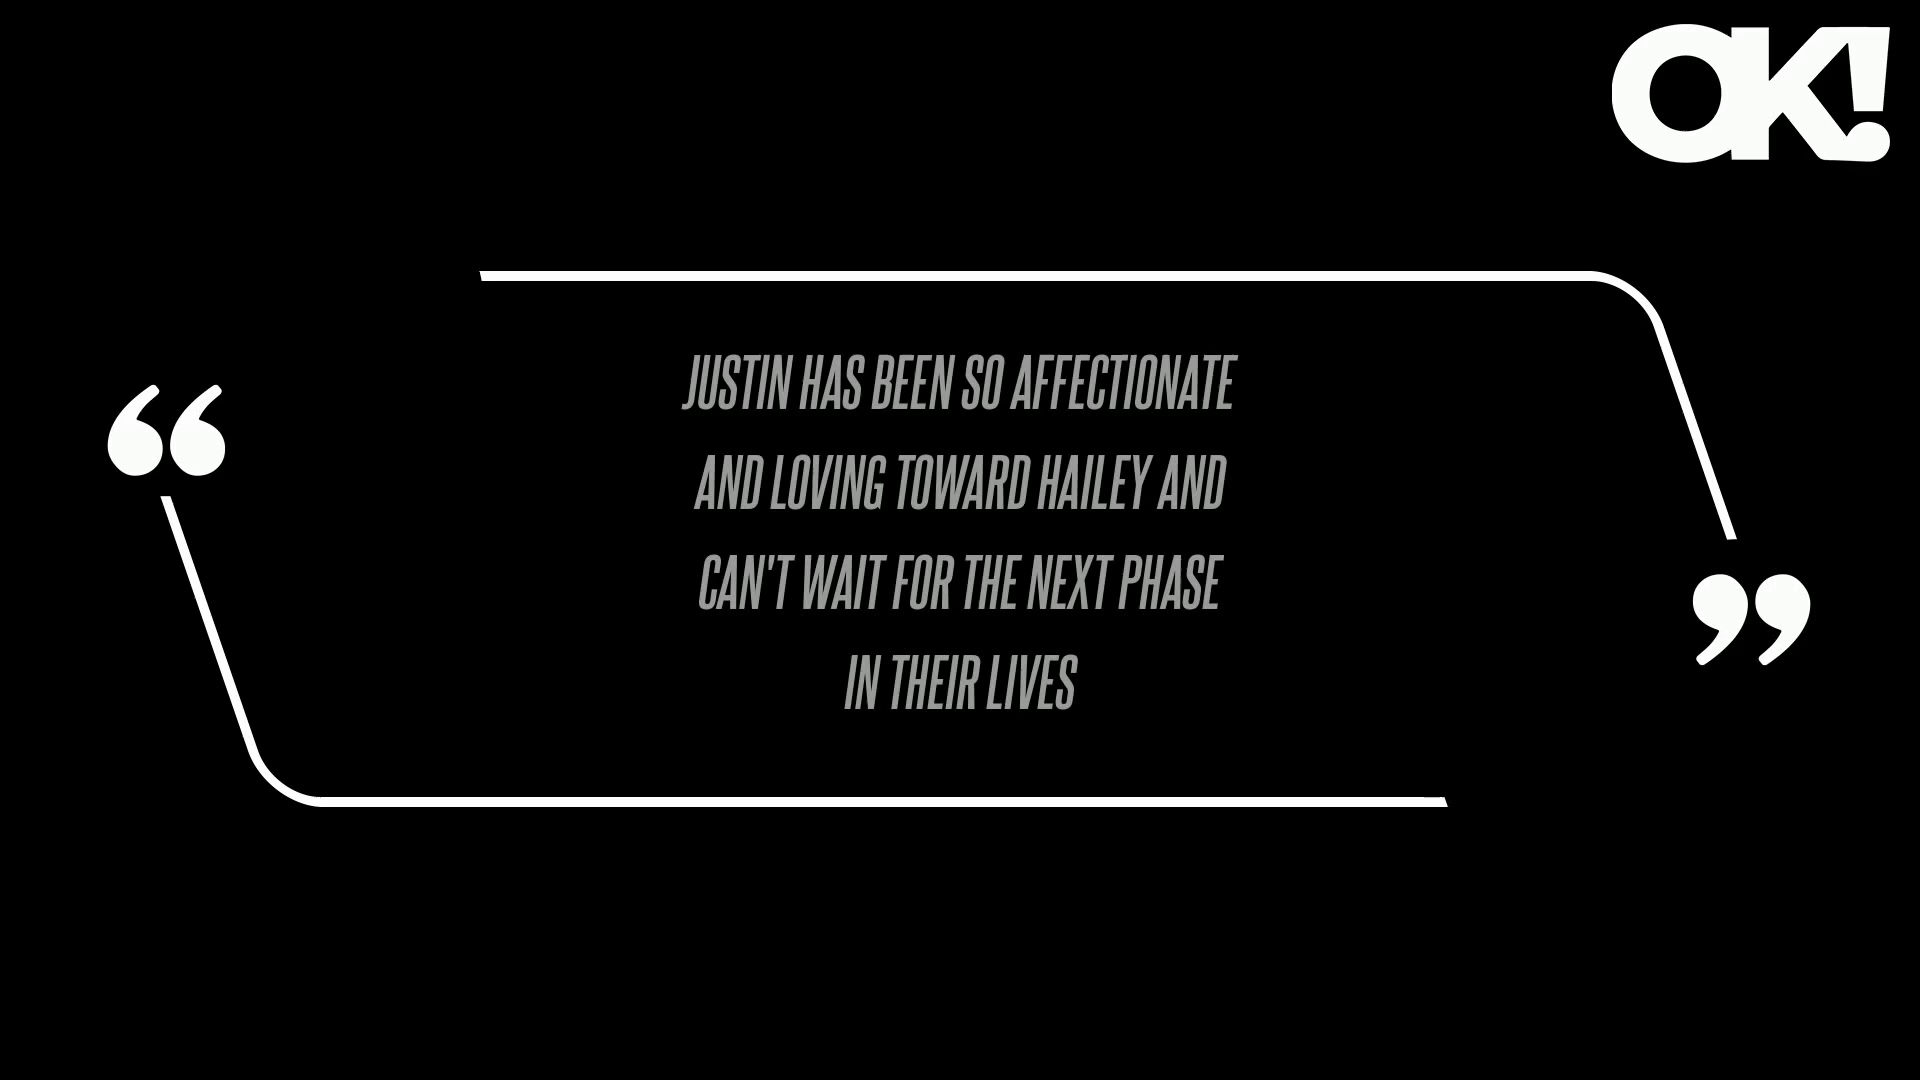 OK!
“
JUSTIN HAS BEEN SO AFFECTIONATE
AND LOVING TOWARD HAILEY AND
CAN'T WAIT FOR THE NEXT PHASE
IN THEIR LIVES
”